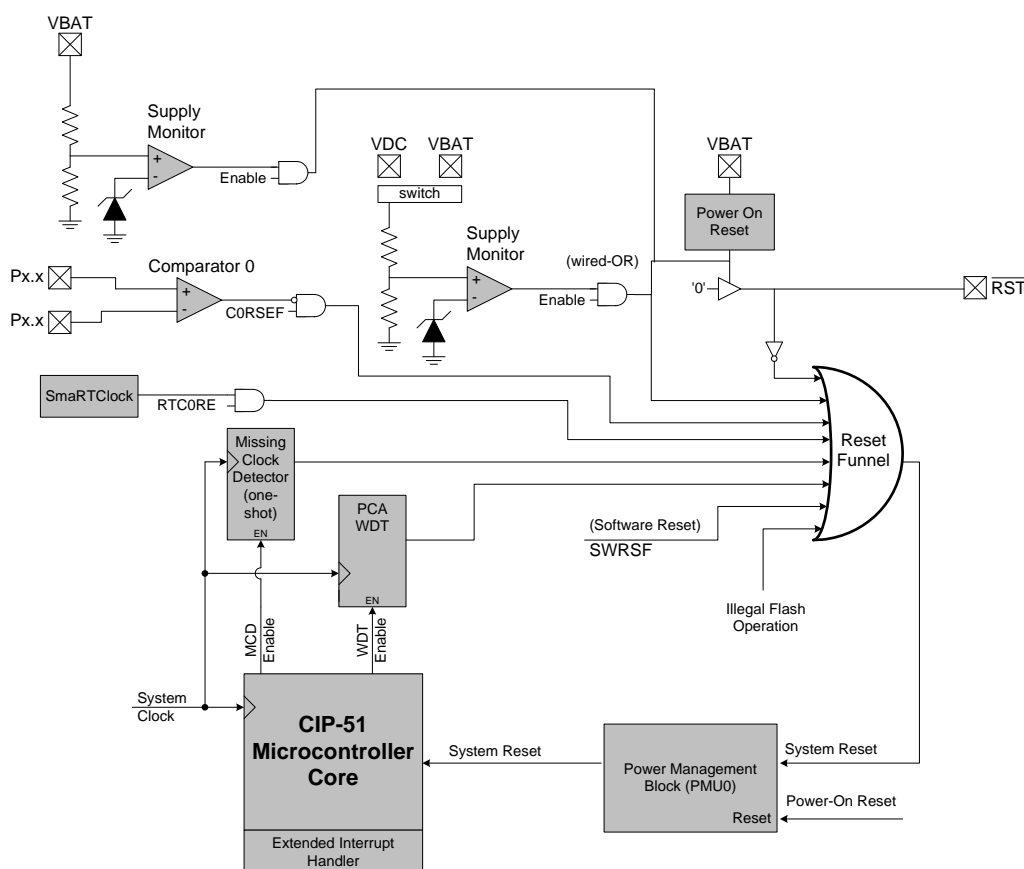 VBAT
Supply
Monitor
+
-
Enable
VDC
VBAT
switch
Supply
Monitor
+
-
Enable
(wired-OR)
VBAT
Power On
Reset
'0'
RST
Px.x
Px.x
Comparator 0
+
-
C0RSEF
SmaRTClock
RTC0RE
Missing
Clock
Detector
(one-
shot)
EN
PCA
WDT
EN
Reset
Funnel
(Software Reset)
SWRSF
Illegal Flash
Operation
MCD
Enable
WDT
Enable
System
Clock
CIP-51
Microcontroller
Core
Extended Interrupt
Handler
System Reset
Power Management
Block (PMU0)
Reset
System Reset
Power-On Reset